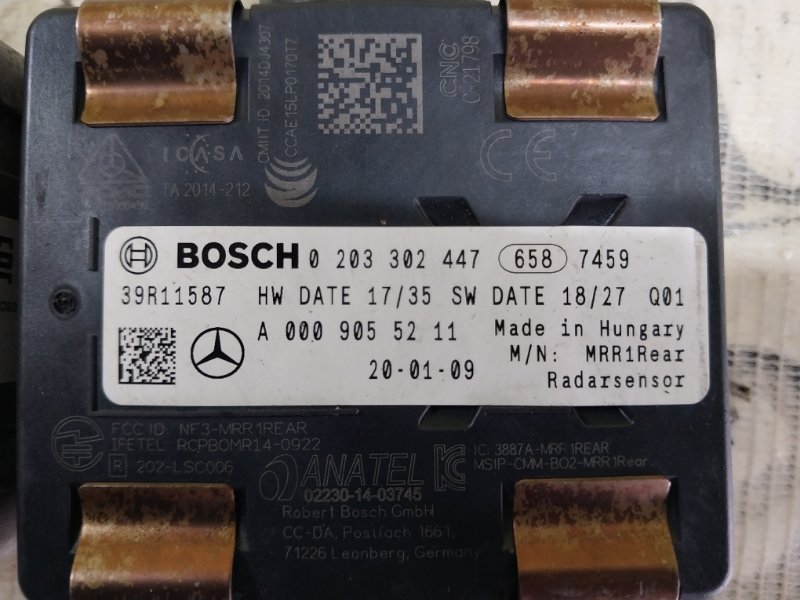 CMIIT ID 2014DJ4307
CCAE15LP0170T7
CNC
C-21798
ICASA
TA 2014-212
CE
BOSCH 0 203 302 447 658 7459
39R11587 HW DATE 17/35 SW DATE 18/27 Q01
A 000 905 52 11 Made in Hungary
20-01-09 M/N: MRR1Rear
Radarsensor
FCC ID: NF3-MRR1REAR
IFETEL: RCPBOMR14-0922
R 202-LSC006
ANATEL
02230-14-03745
IC: 3887A-MRR1REAR
MSIP-CMM-BO2-MRR1Rear
Robert Bosch GmbH
CC-DA, Postfach 1661,
71226 Leonberg, Germany